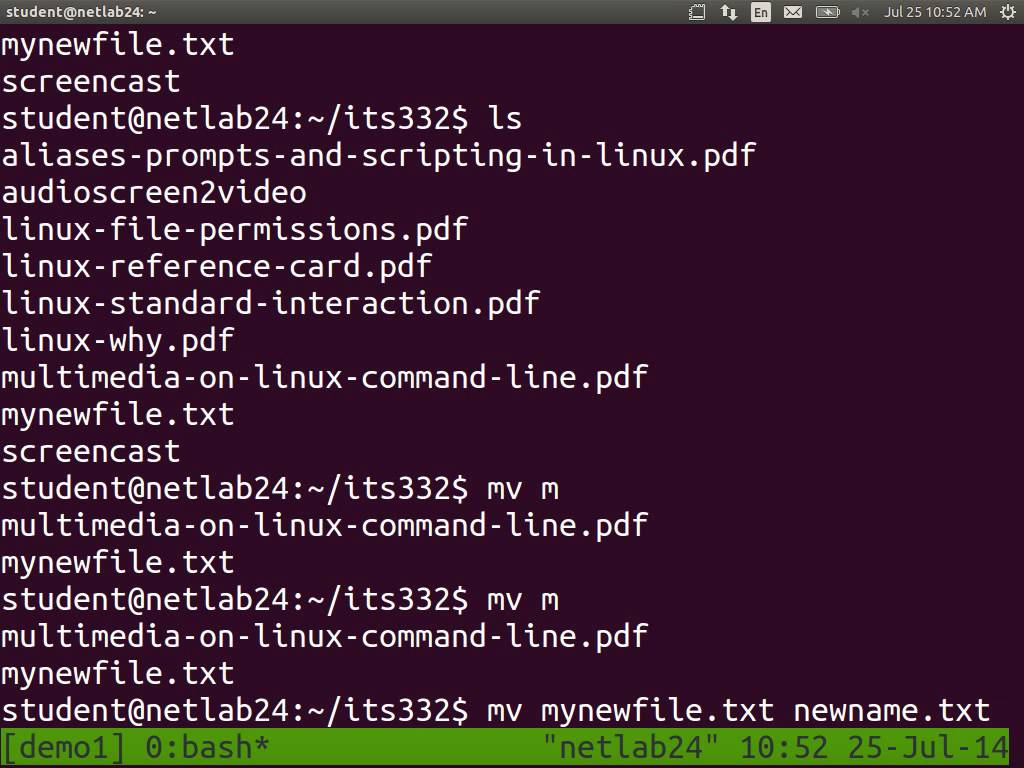 student@netlab24: ~ En Jul 25 10:52 AM
mynewfile.txt
screencast
student@netlab24:~/its332$ ls
aliases-prompts-and-scripting-in-linux.pdf
audioscreen2video
linux-file-permissions.pdf
linux-reference-card.pdf
linux-standard-interaction.pdf
linux-why.pdf
multimedia-on-linux-command-line.pdf
mynewfile.txt
screencast
student@netlab24:~/its332$ mv m
multimedia-on-linux-command-line.pdf
mynewfile.txt
student@netlab24:~/its332$ mv m
multimedia-on-linux-command-line.pdf
mynewfile.txt
student@netlab24:~/its332$ mv mynewfile.txt newname.txt
[demo1] 0:bash* "netlab24" 10:52 25-Jul-14